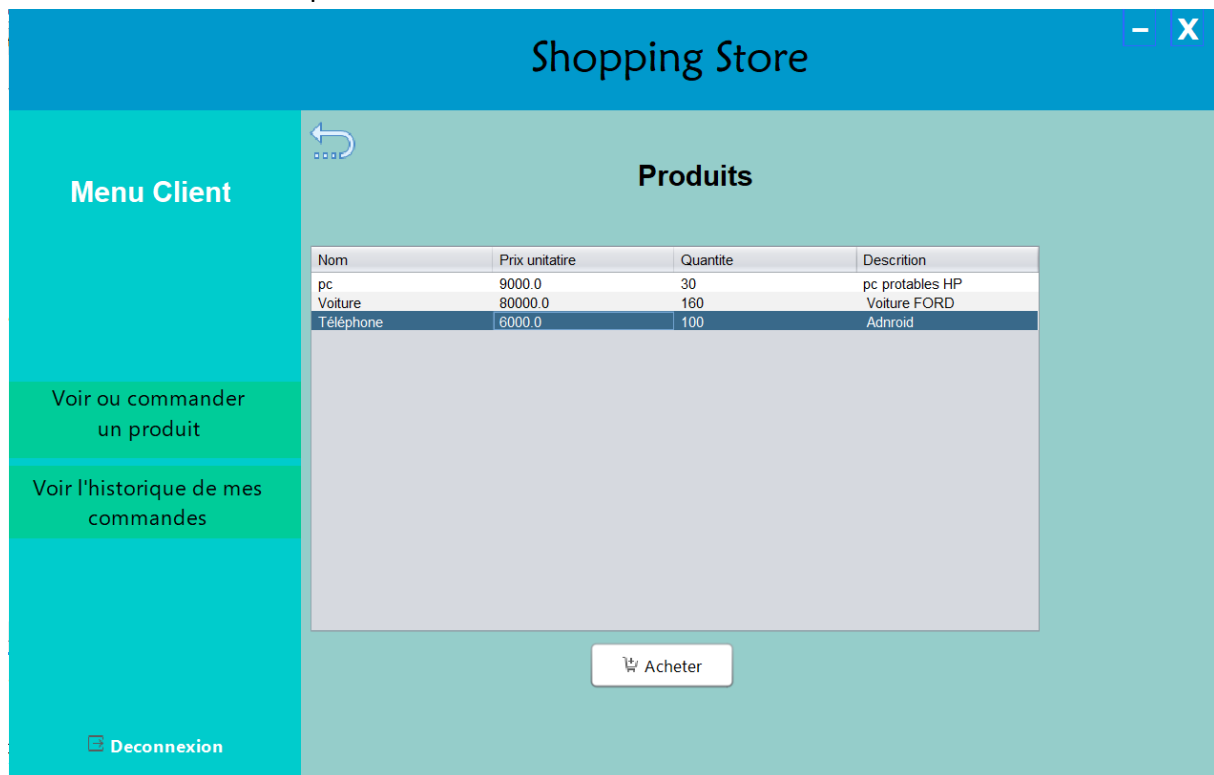 Shopping Store
– X
Menu Client
Produits
Nom Prix unitatire Quantite Descrition
pc 9000.0 30 pc protables HP
Voiture 80000.0 160 Voiture FORD
Téléphone 6000.0 100 Adnroid
Voir ou commander
un produit
Voir l'historique de mes
commandes
Acheter
Deconnexion